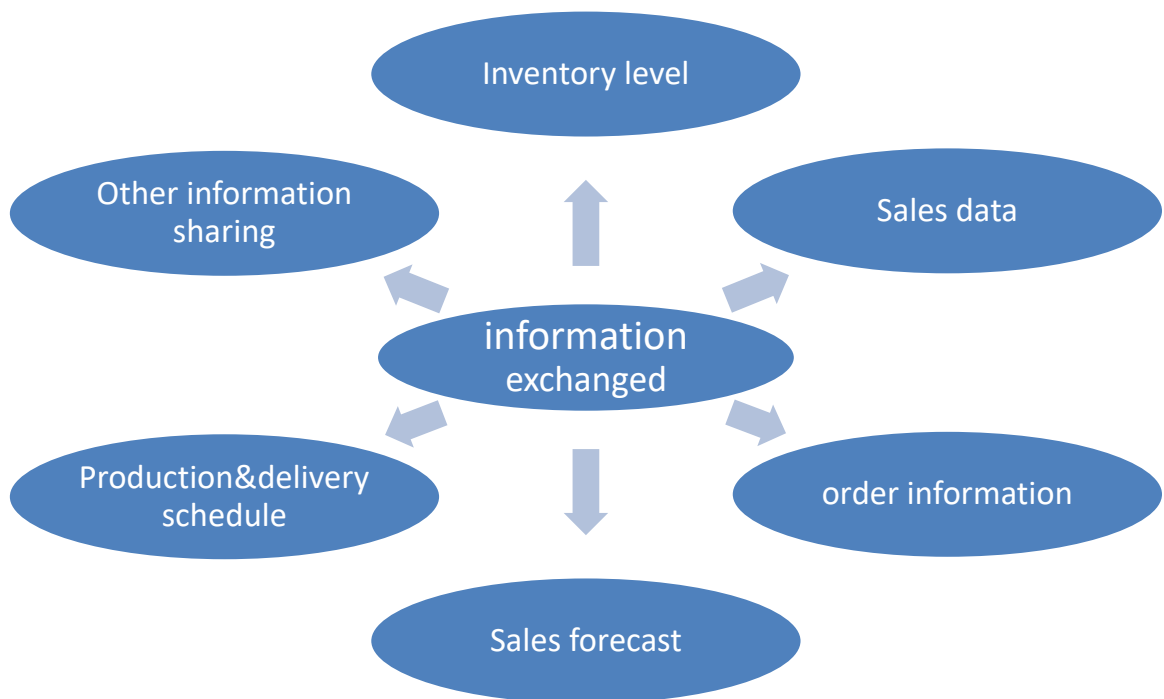 Inventory level
Other information
sharing
Sales data
information
exchanged
Production&delivery
schedule
order information
Sales forecast